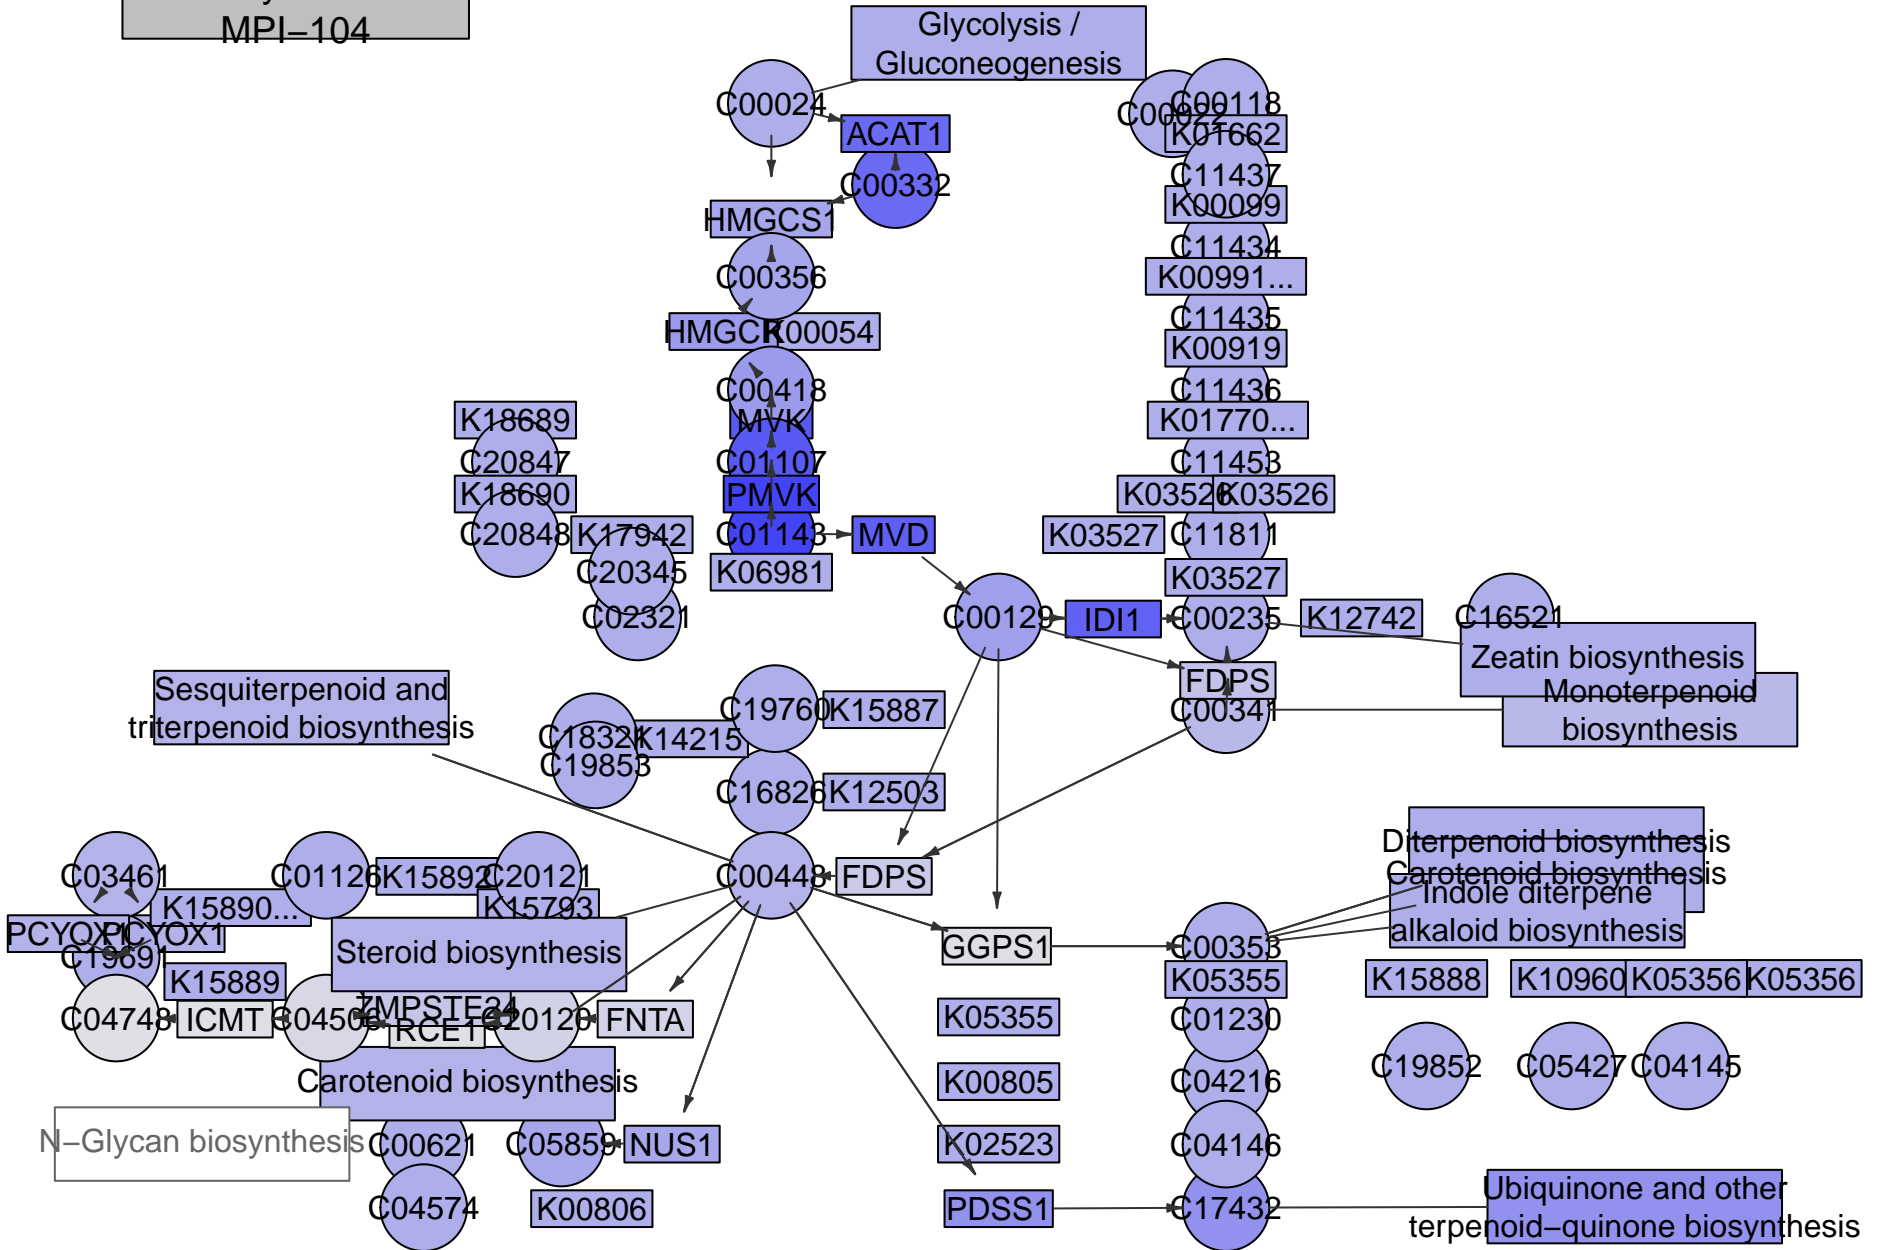 MPI–104
Glycolysis /
Gluconeogenesis
C00024
C00022
C00118
ACAT1
K01662
C00332
C11437
HMGCS1
K00099
C11434
C00356
K00991...
C11435
HMGCR
K00054
K00919
C00418
C11436
K18689
MVK
K01770...
C20847
C01107
C11453
K18690
PMVK
K03526
K03526
C20848
K17942
C01143
MVD
K03527
C11811
C20345
K06981
K03527
C02321
C00129
IDI1
C00235
K12742
C16521
Zeatin biosynthesis
Sesquiterpenoid and
triterpenoid biosynthesis
FDPS
Monoterpenoid
biosynthesis
C19760
K15887
C00341
C18321
K14215
C19853
C16826
K12503
Diterpenoid biosynthesis
Carotenoid biosynthesis
Indole diterpene
alkaloid biosynthesis
C03461
C01126
K15892
C20121
C00448
FDPS
K15890...
K15793
PCYOX1
PCYOX1
C19691
Steroid biosynthesis
GGPS1
C00353
K15889
K05355
K15888
K10960
K05356
K05356
C04748
ICMT
C04506
ZMPSTE24
RCE1
C20120
FNTA
K05355
C01230
Carotenoid biosynthesis
K00805
C04216
C19852
C05427
C04145
N–Glycan biosynthesis
C00621
C05859
NUS1
K02523
C04146
C04574
K00806
PDSS1
C17432
Ubiquinone and other
terpenoid–quinone biosynthesis